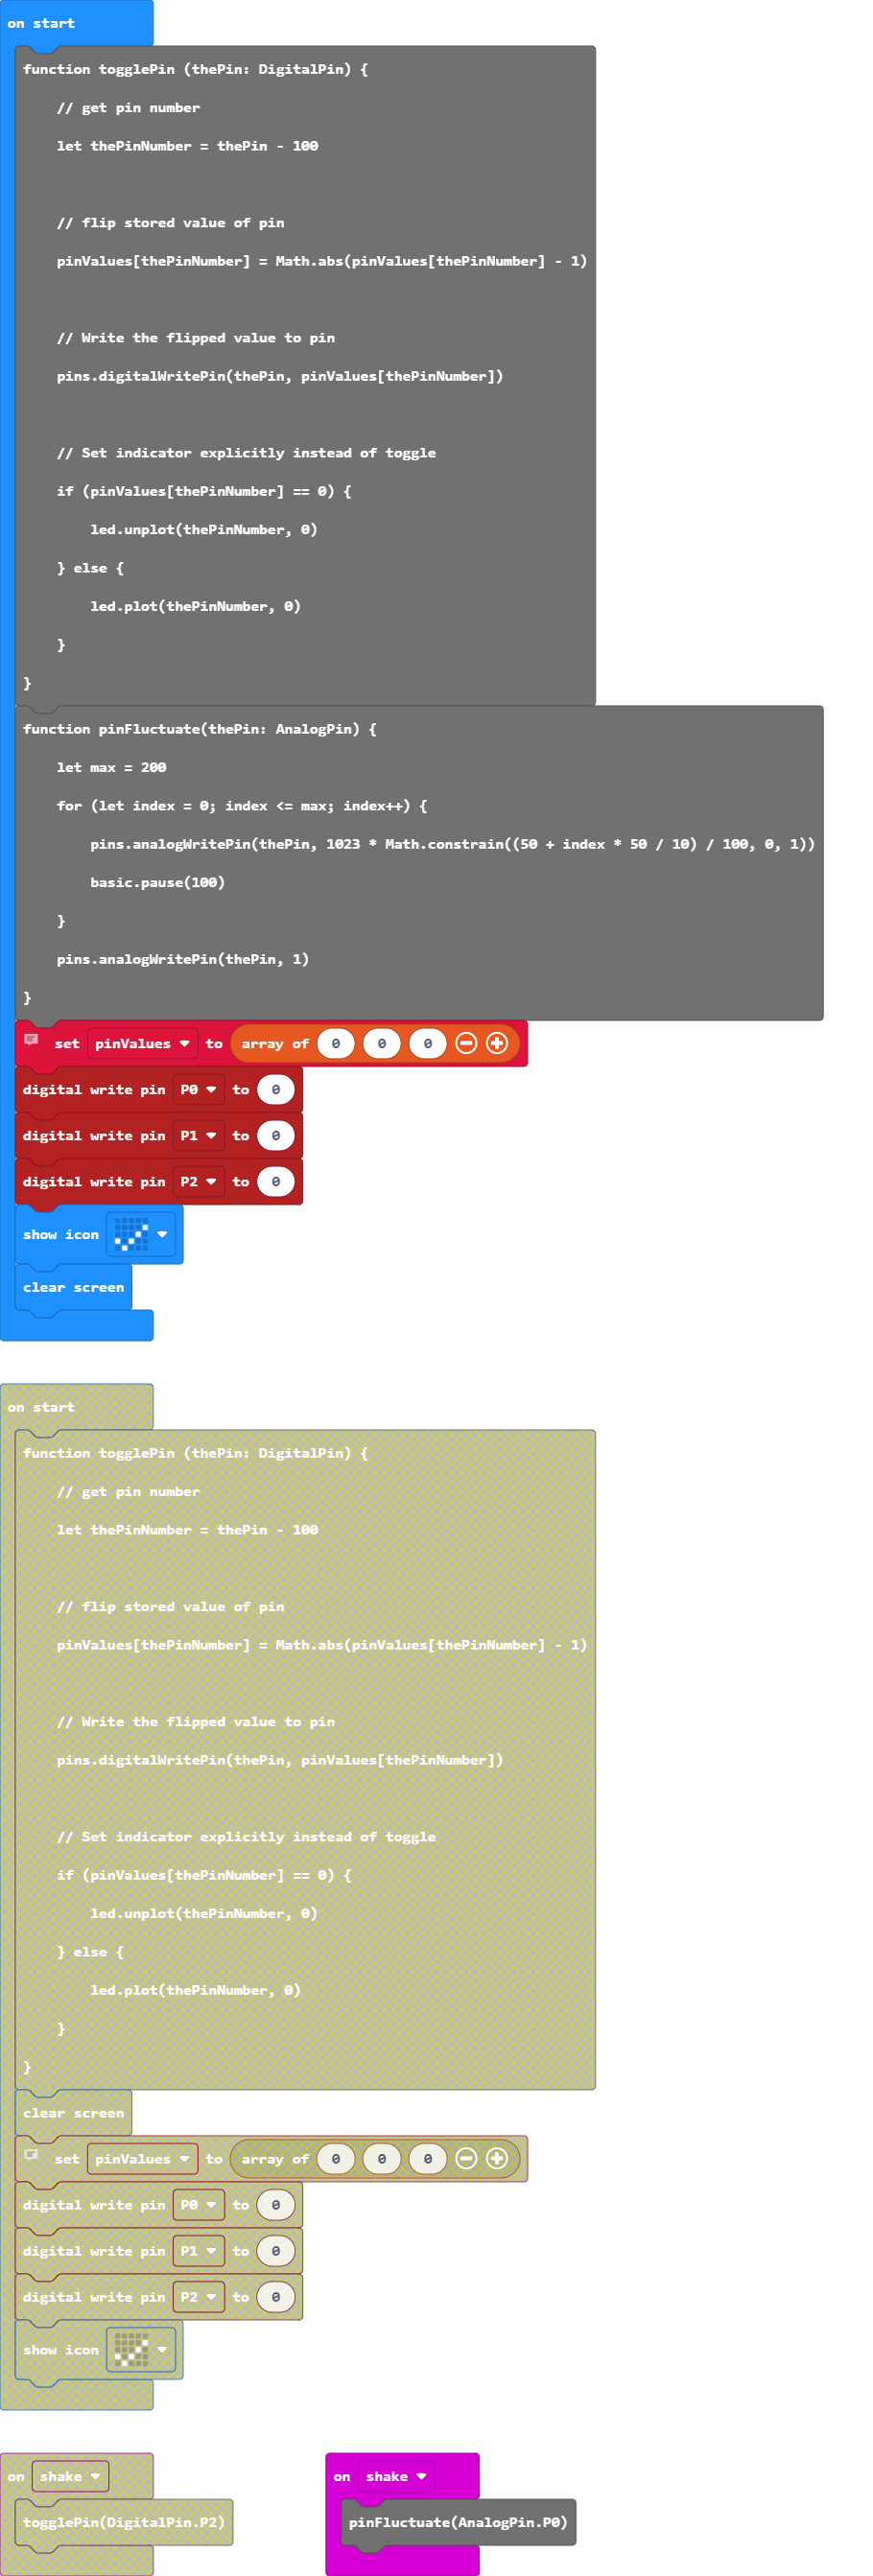 on start
function togglePin (thePin: DigitalPin) {
// get pin number
let thePinNumber = thePin - 100
// flip stored value of pin
pinValues[thePinNumber] = Math.abs(pinValues[thePinNumber] - 1)
// Write the flipped value to pin
pins.digitalWritePin(thePin, pinValues[thePinNumber])
// Set indicator explicitly instead of toggle
if (pinValues[thePinNumber] == 0) {
led.unplot(thePinNumber, 0)
} else {
led.plot(thePinNumber, 0)
}
}
function pinFluctuate(thePin: AnalogPin) {
let max = 200
for (let index = 0; index <= max; index++) {
pins.analogWritePin(thePin, 1023 * Math.constrain((50 + index * 50 / 10) / 100, 0, 1))
basic.pause(100)
}
pins.analogWritePin(thePin, 1)
}
set pinValues to array of 0 0 0
digital write pin P0 to 0
digital write pin P1 to 0
digital write pin P2 to 0
show icon
clear screen
on start
function togglePin (thePin: DigitalPin) {
// get pin number
let thePinNumber = thePin - 100
// flip stored value of pin
pinValues[thePinNumber] = Math.abs(pinValues[thePinNumber] - 1)
// Write the flipped value to pin
pins.digitalWritePin(thePin, pinValues[thePinNumber])
// Set indicator explicitly instead of toggle
if (pinValues[thePinNumber] == 0) {
led.unplot(thePinNumber, 0)
} else {
led.plot(thePinNumber, 0)
}
}
clear screen
set pinValues to array of 0 0 0
digital write pin P0 to 0
digital write pin P1 to 0
digital write pin P2 to 0
show icon
on shake
togglePin(DigitalPin.P2)
on shake
pinFluctuate(AnalogPin.P0)